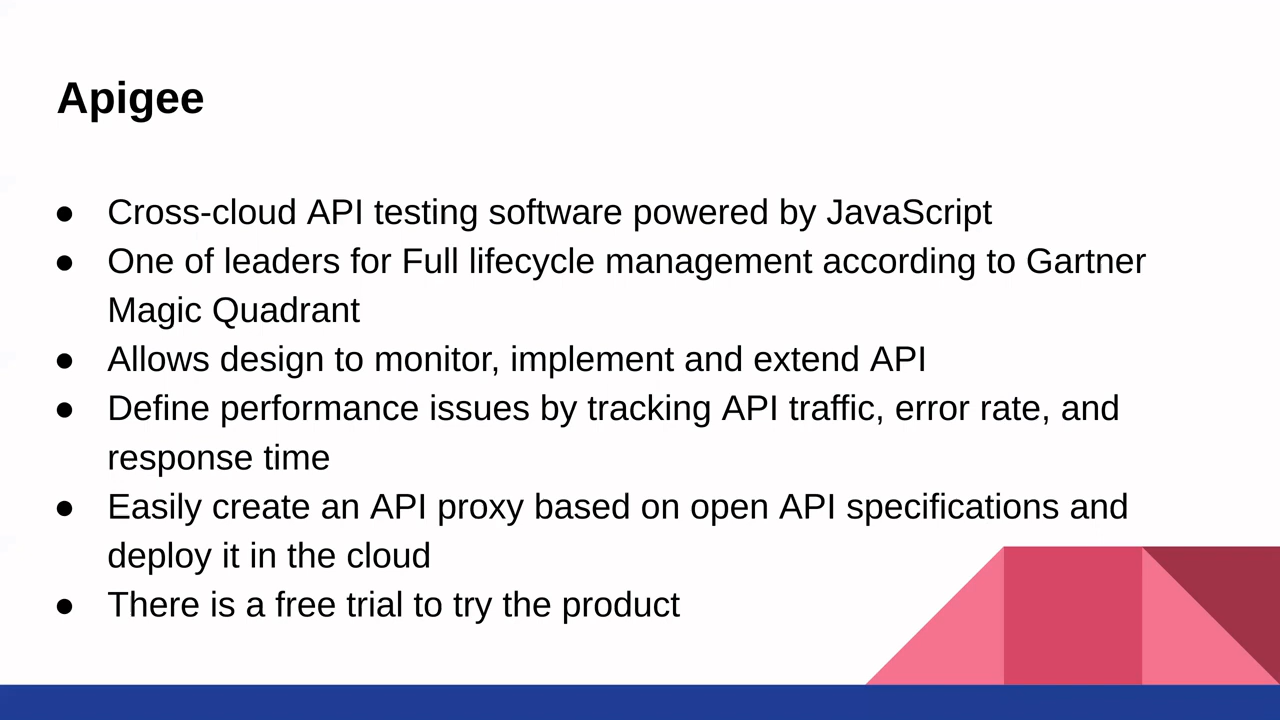 Apigee
● Cross-cloud API testing software powered by JavaScript
● One of leaders for Full lifecycle management according to Gartner
Magic Quadrant
● Allows design to monitor, implement and extend API
● Define performance issues by tracking API traffic, error rate, and
response time
● Easily create an API proxy based on open API specifications and
deploy it in the cloud
● There is a free trial to try the product